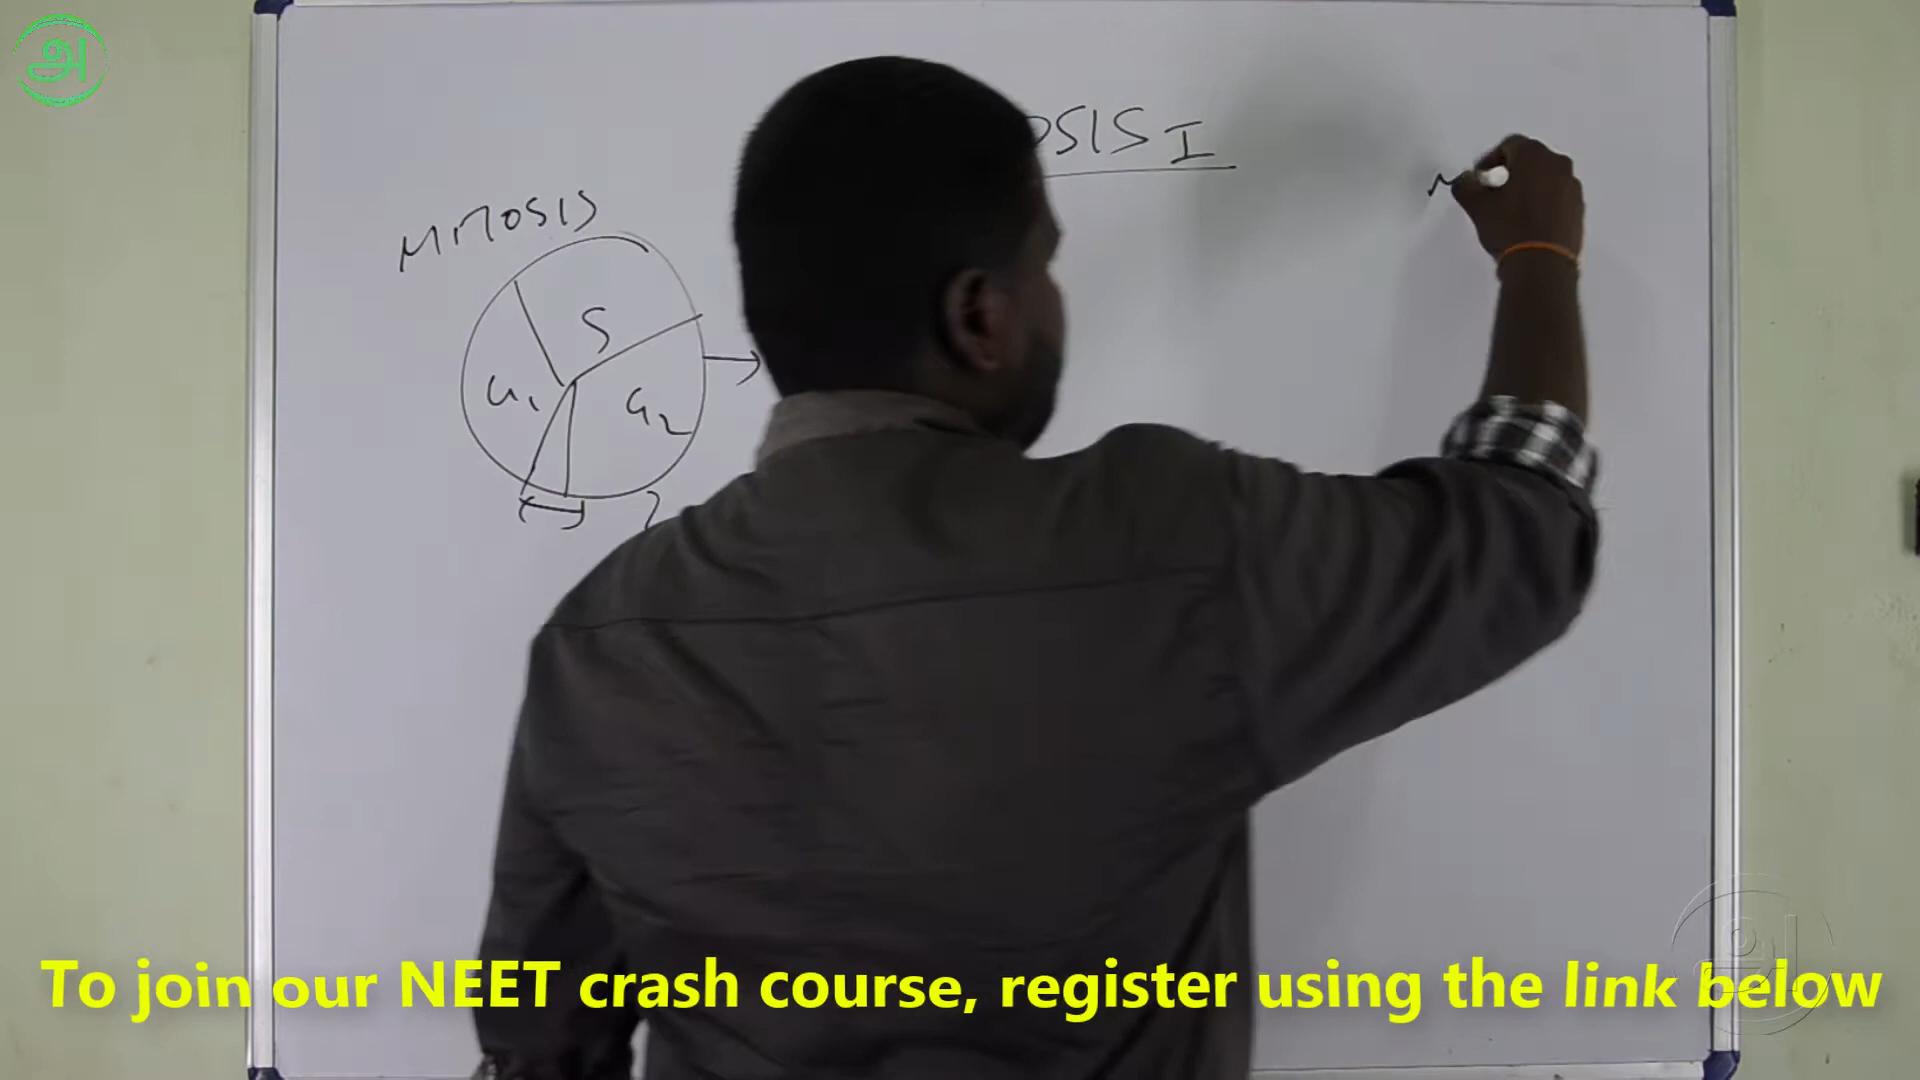 அ
OSIS I
MITOSIS
S
G1
G2
அ
To join our NEET crash course, register using the link below